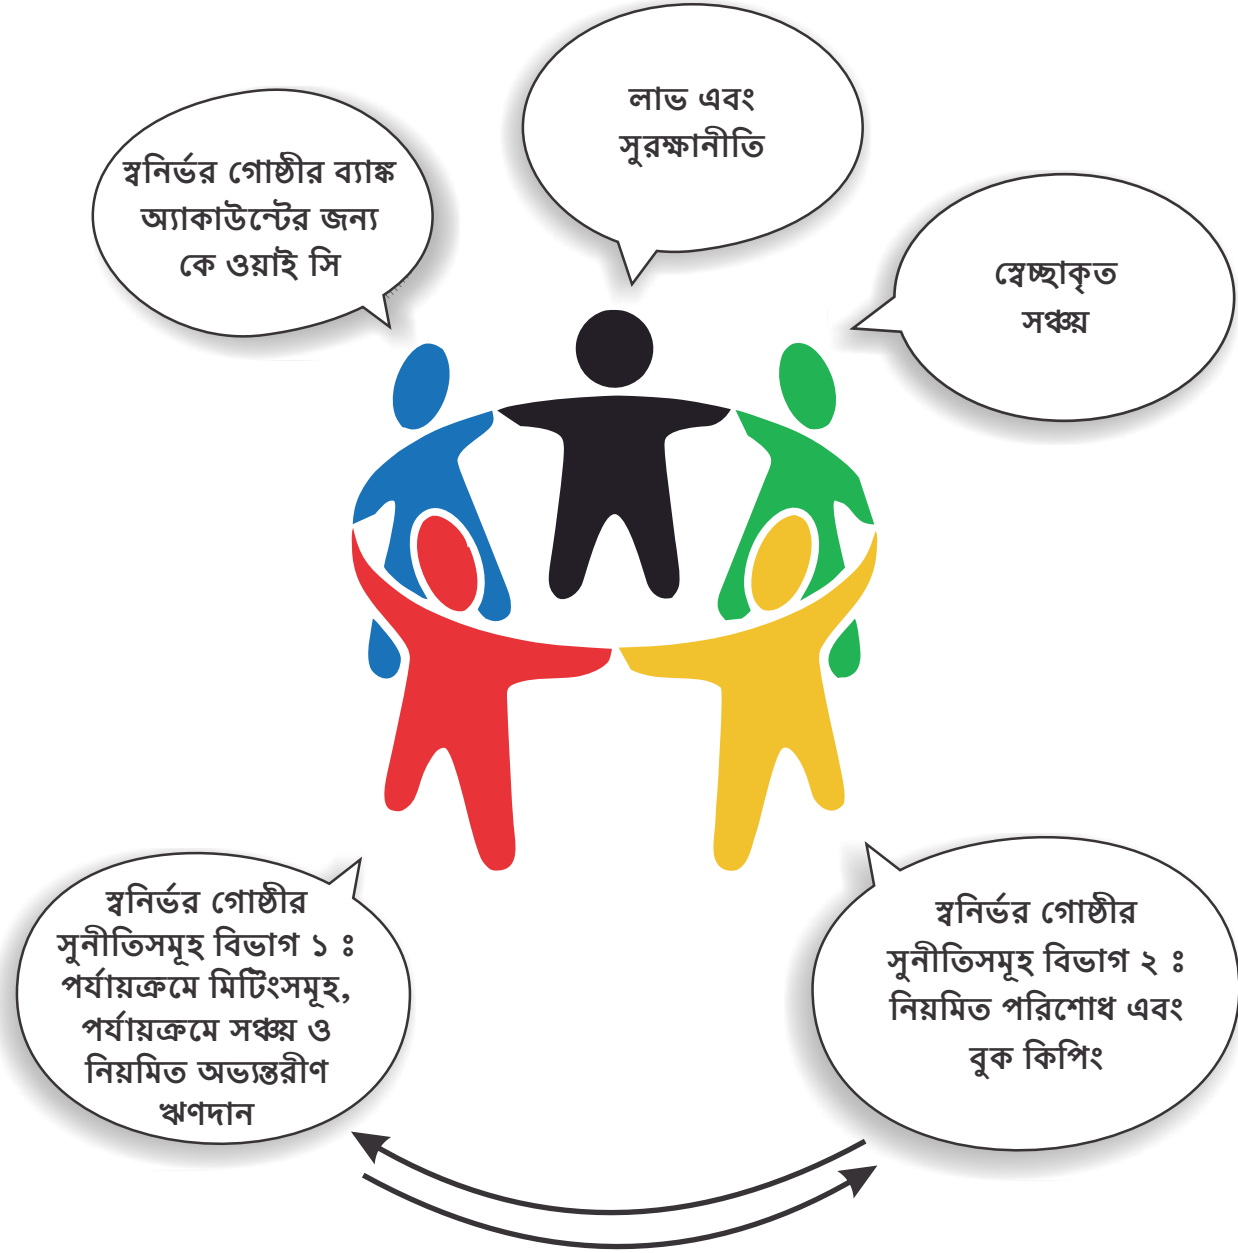 লাভ এবং
সুরক্ষানীতি
স্বনির্ভর গোষ্ঠীর ব্যাঙ্ক
অ্যাকাউন্টের জন্য
কে ওয়াই সি
স্বেচ্ছাকৃত
সঞ্চয়
স্বনির্ভর গোষ্ঠীর
সুনীতিসমূহ বিভাগ ১ ঃ
পর্যায়ক্রমে মিটিংসমূহ,
পর্যায়ক্রমে সঞ্চয় ও
নিয়মিত অভ্যন্তরীণ
ঋণদান
স্বনির্ভর গোষ্ঠীর
সুনীতিসমূহ বিভাগ ২ ঃ
নিয়মিত পরিশোধ এবং
বুক কিপিং